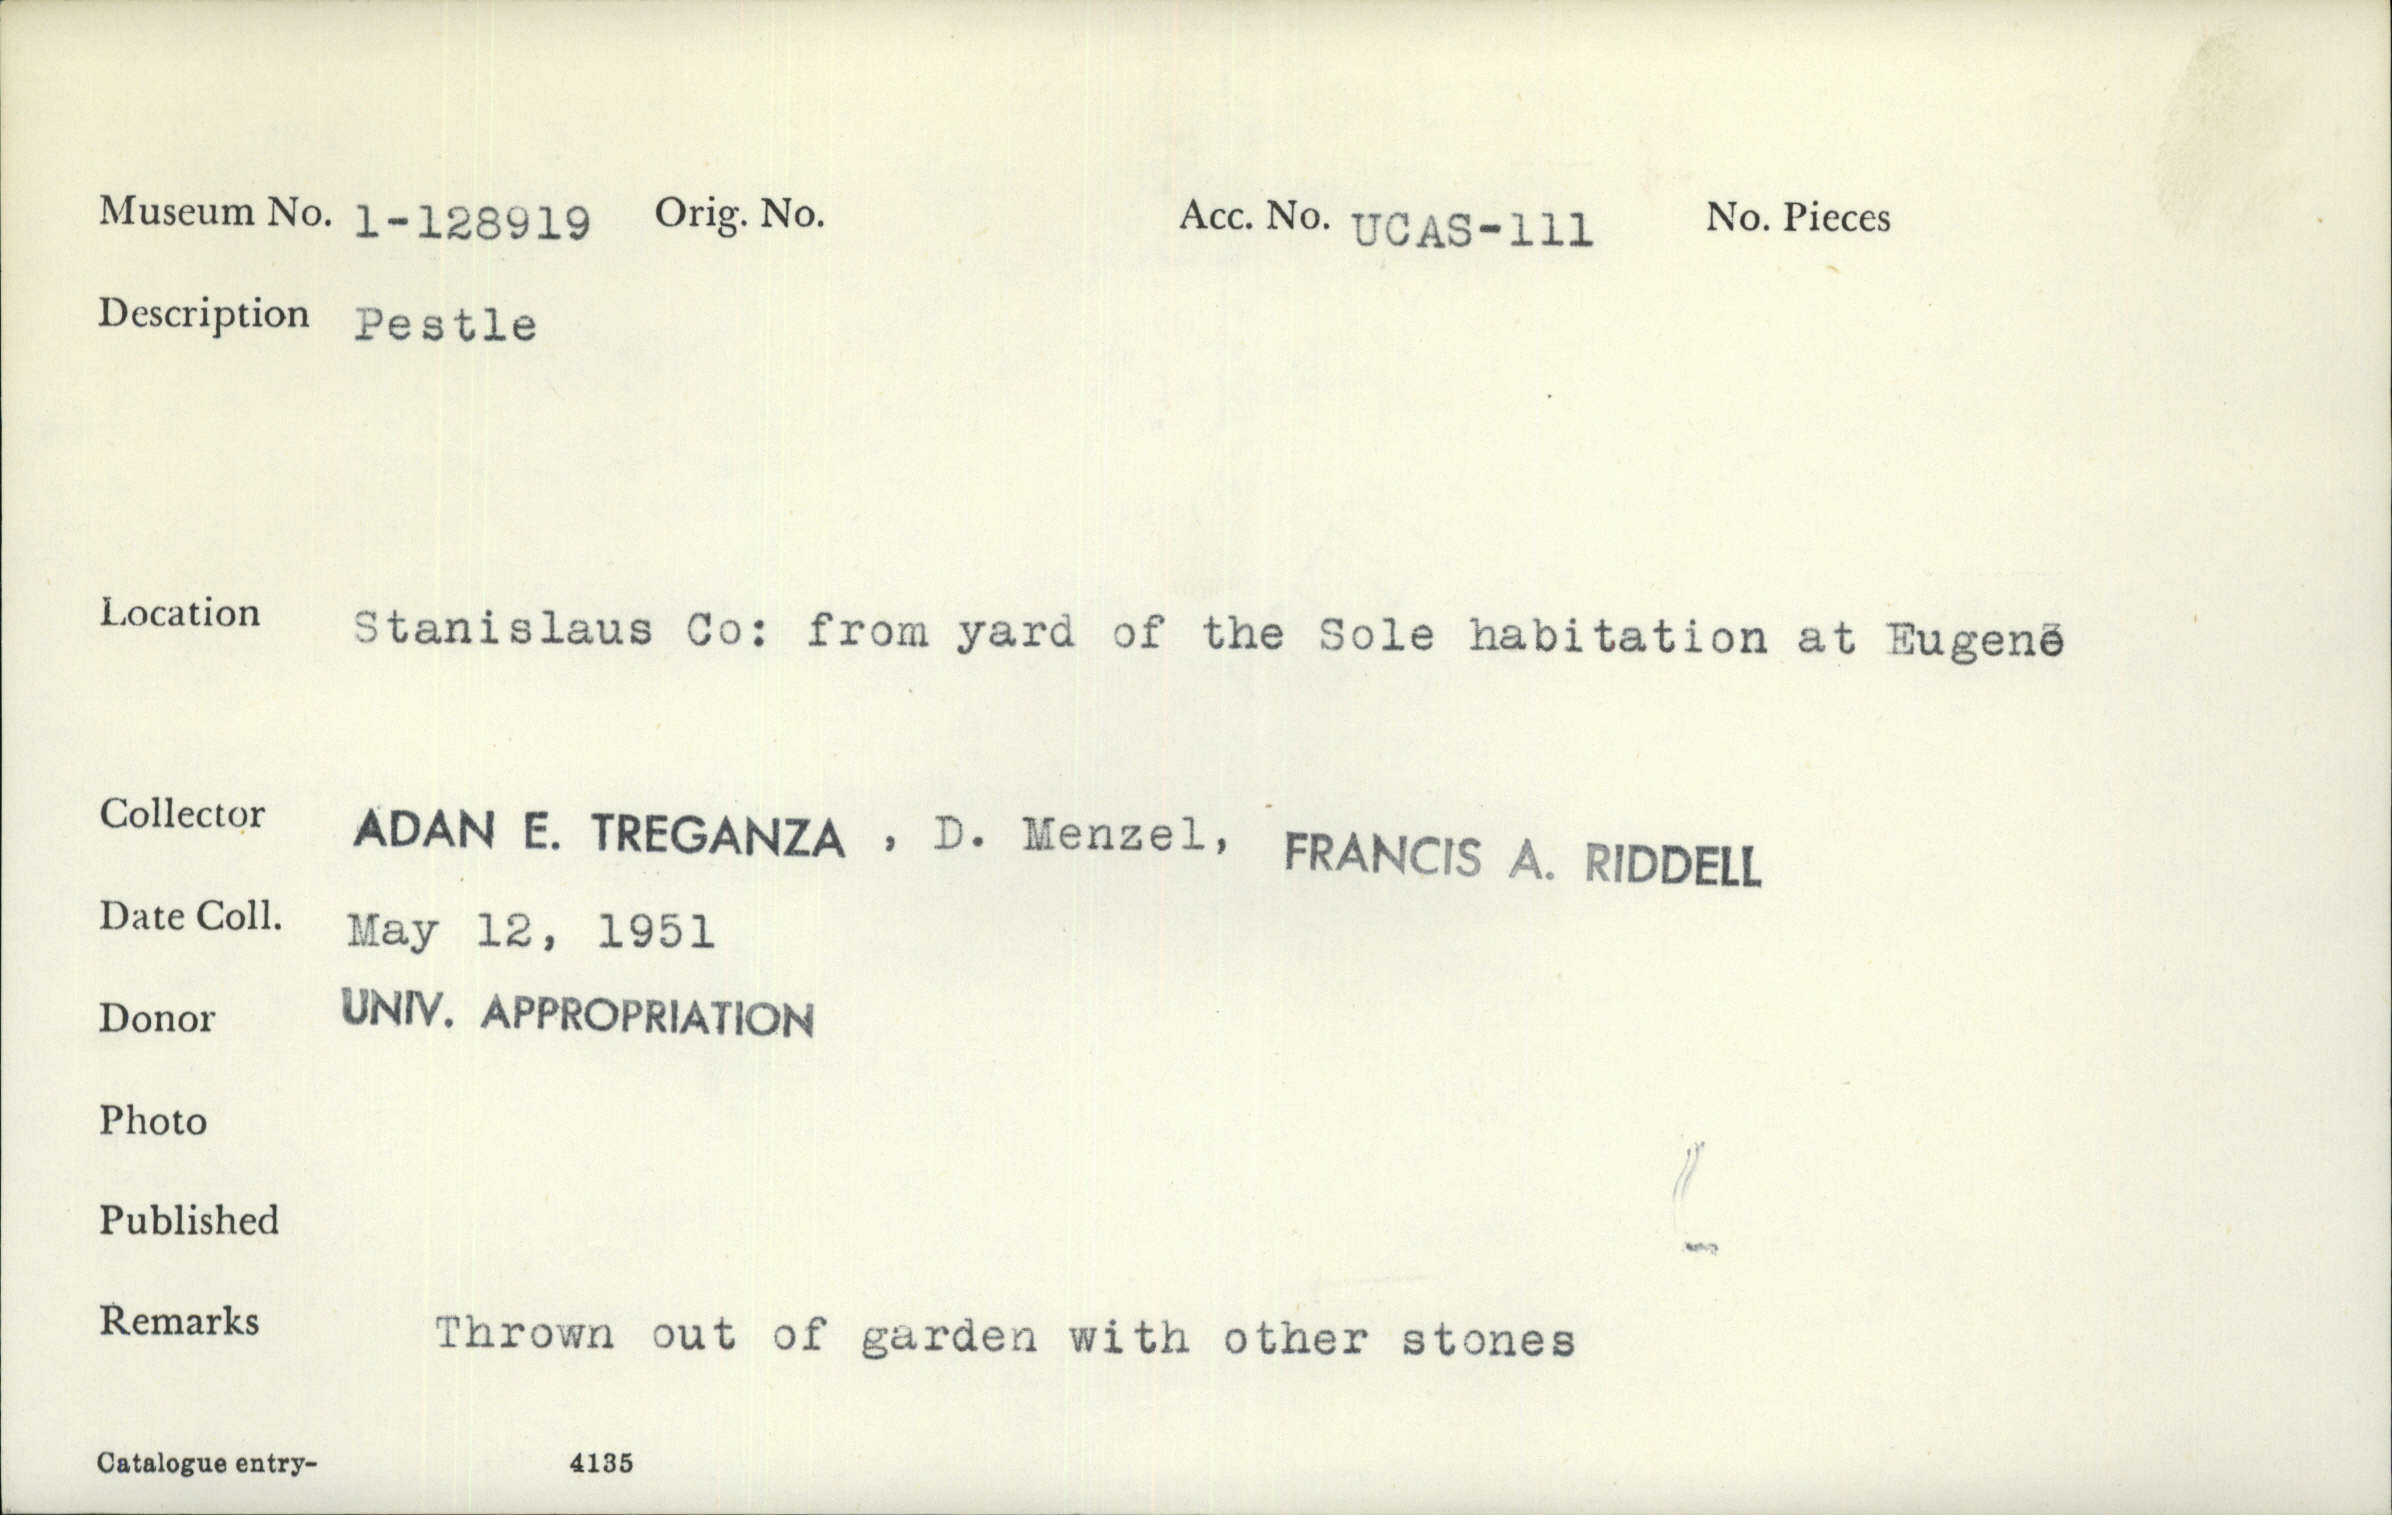 Museum No. 1-128919 Orig. No. Acc. No. UCAS-111 No. Pieces
Description Pestle
Location Stanislaus Co: from yard of the Sole habitation at Eugene
Collector ADAN E. TREGANZA , D. Menzel, FRANCIS A. RIDDELL
Date Coll. May 12, 1951
Donor UNIV. APPROPRIATION
Photo
Published
Remarks Thrown out of garden with other stones
Catalogue entry- 4135